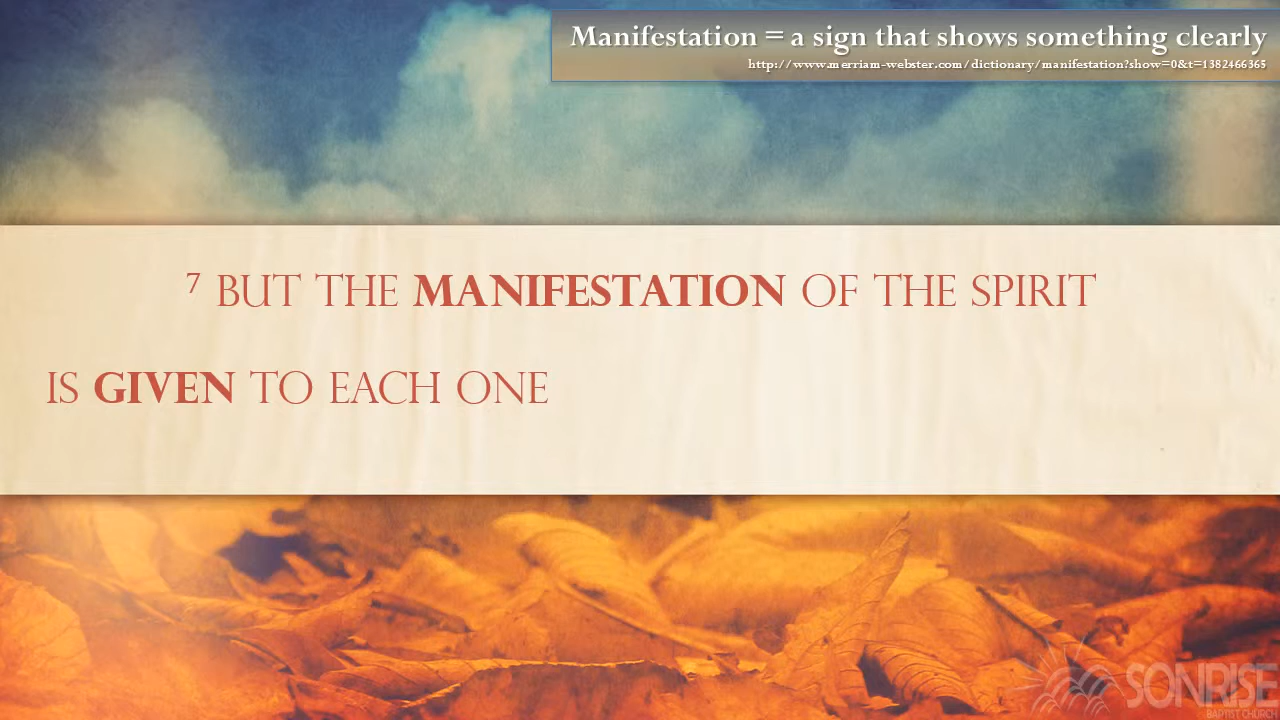 Manifestation = a sign that shows something clearly
http://www.merriam-webster.com/dictionary/manifestation?show=0&t=1382466365
7 BUT THE MANIFESTATION OF THE SPIRIT
IS GIVEN TO EACH ONE
SONRISE
BAPTIST CHURCH